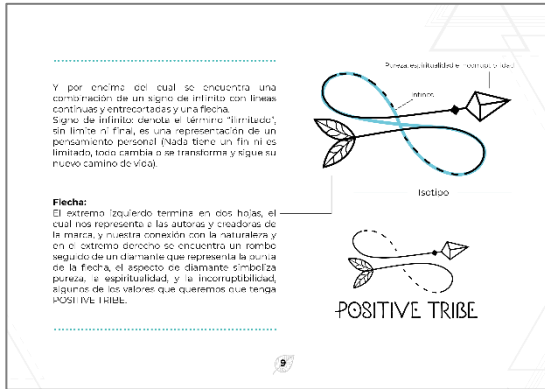 Y por encima del cual se encuentra una
combinación de un signo de infinito con líneas
continuas y entrecortadas y una flecha.
Signo de infinito: denota el término "ilimitado",
sin límite ni final, es una representación de un
pensamiento personal (Nada tiene un fin ni es
limitado, todo cambia o se transforma y sigue su
nuevo camino de vida).
Flecha:
El extremo izquierdo termina en dos hojas, el
cual nos representa a las autoras y creadoras de
la marca, y nuestra conexión con la naturaleza y
en el extremo derecho se encuentra un rombo
seguido de un diamante que representa la punta
de la flecha, el aspecto de diamante simboliza
pureza, la espiritualidad, y la incorruptibilidad,
algunos de los valores que queremos que tenga
POSITIVE TRIBE.
Pureza, espiritualidad e incorruptibilidad
Infinito
Isotipo
POSITIVE TRIBE
9